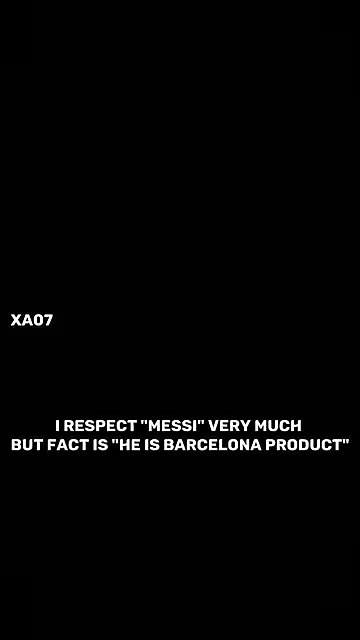 XA07
I RESPECT "MESSI" VERY MUCH
BUT FACT IS "HE IS BARCELONA PRODUCT"